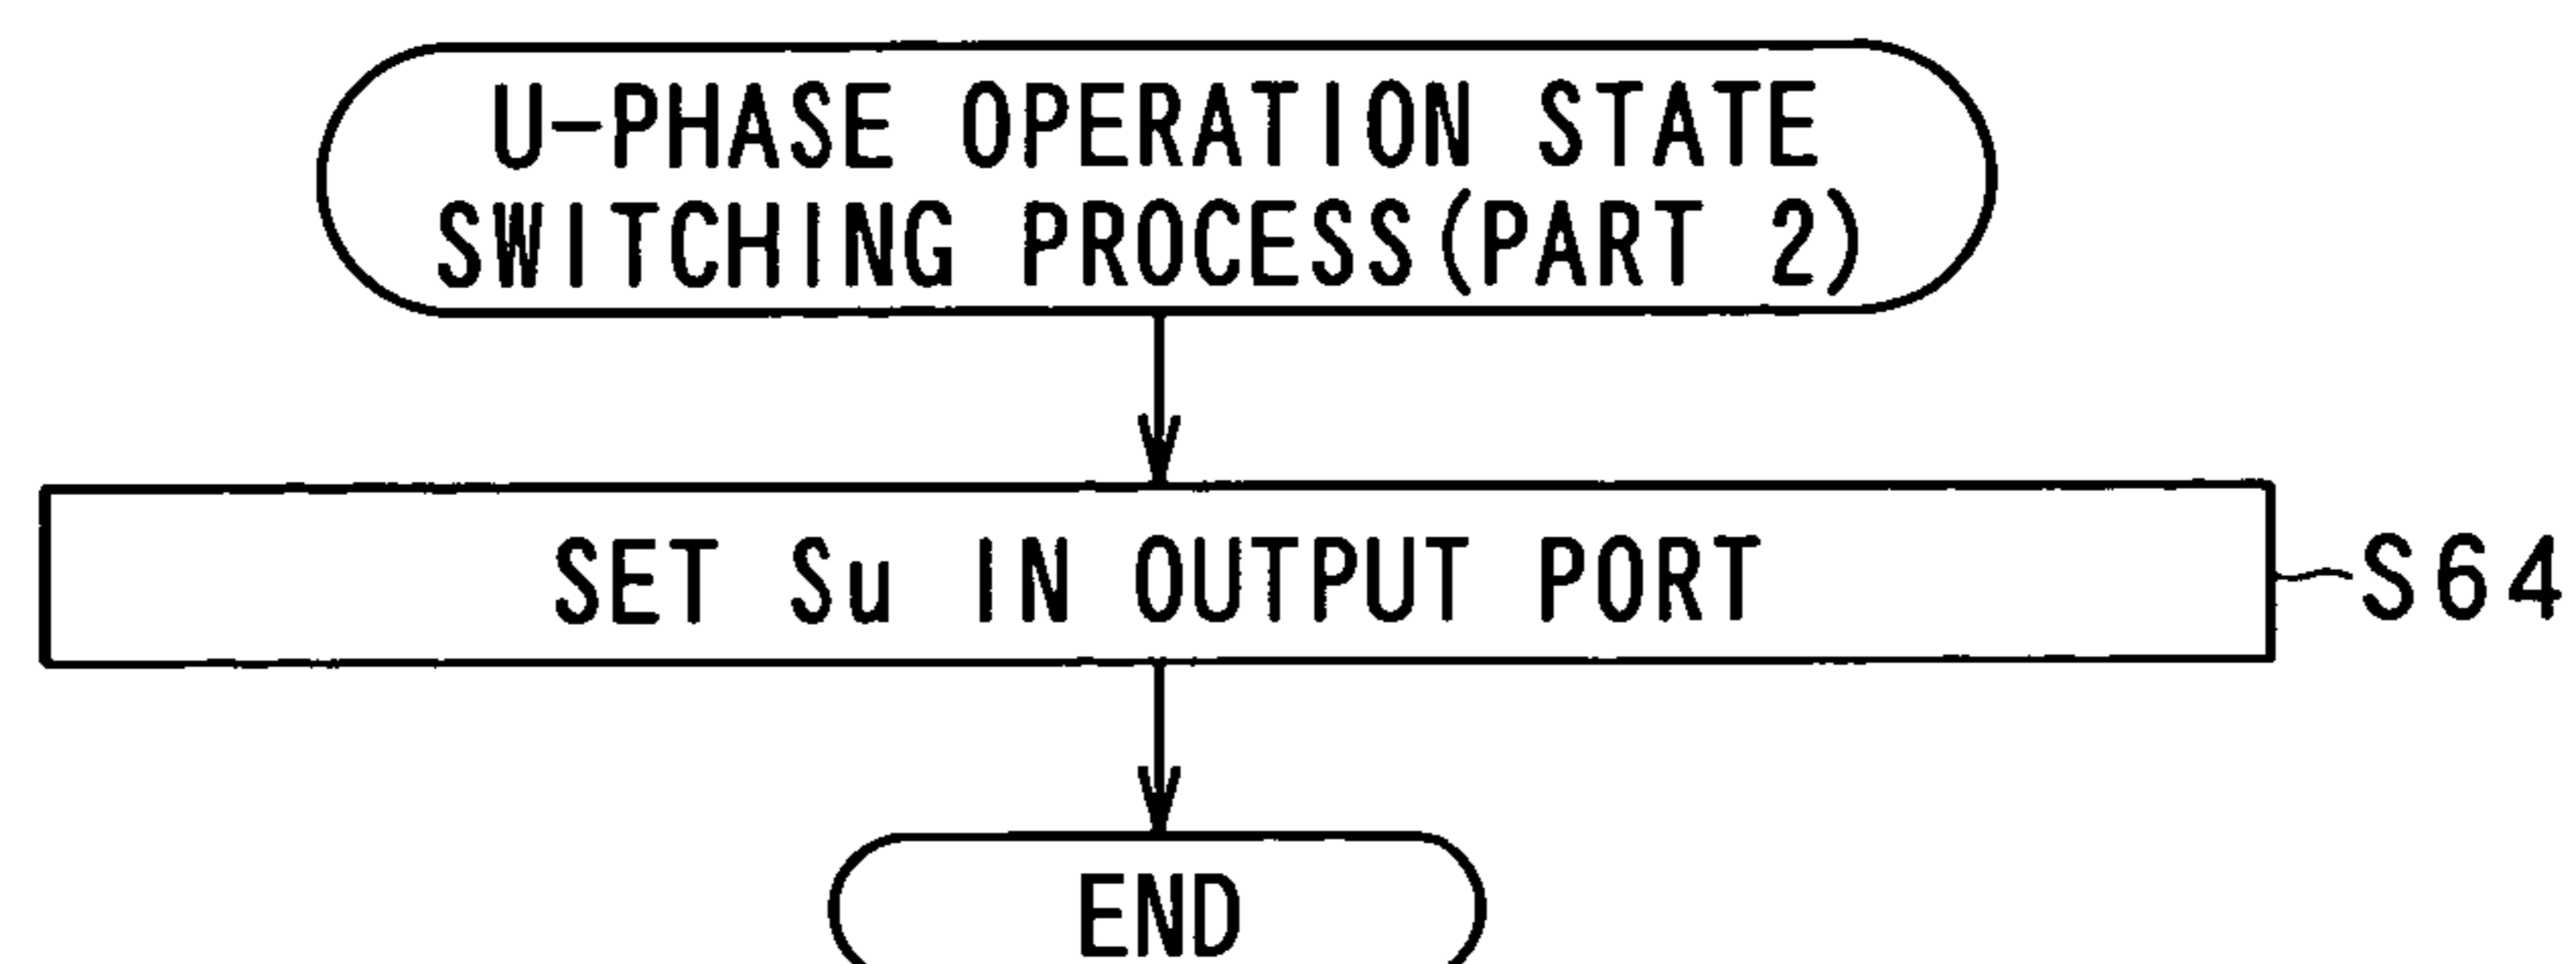 U-PHASE OPERATION STATE
SWITCHING PROCESS(PART 2)
SET Su IN OUTPUT PORT
S64
END